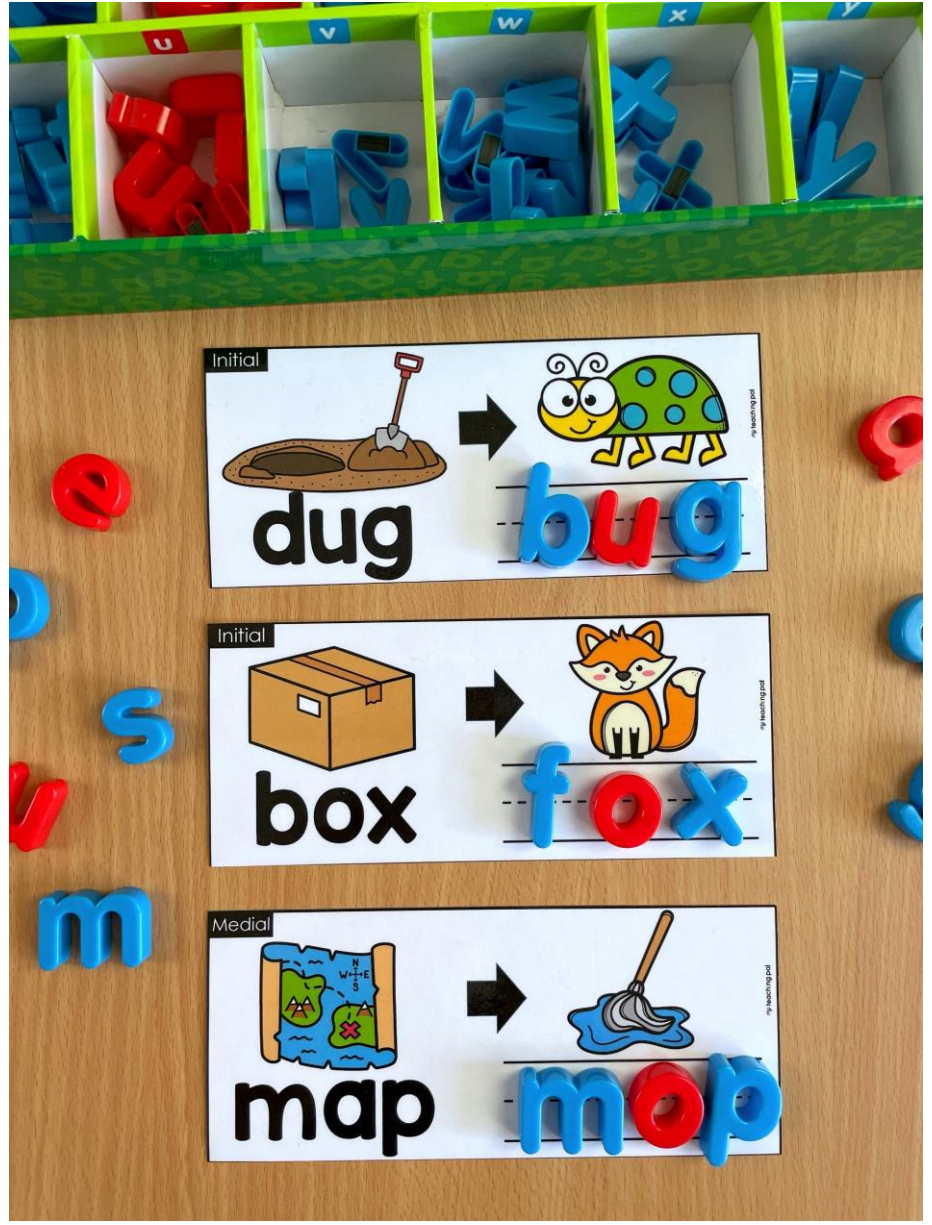 u v w x y
Initial
my teaching pal
dug bug
Initial
my teaching pal
box fox
Medial
N
W E
S
my teaching pal
map mop
e
s
m